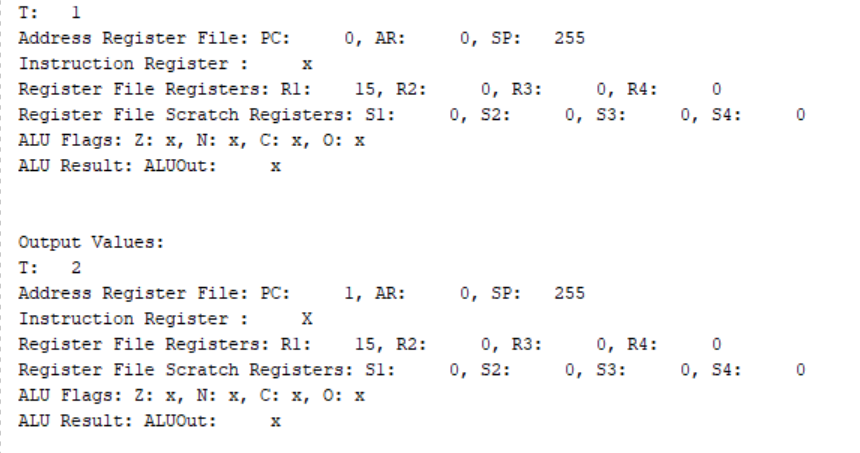 T: 1
Address Register File: PC: 0, AR: 0, SP: 255
Instruction Register : x
Register File Registers: R1: 15, R2: 0, R3: 0, R4: 0
Register File Scratch Registers: S1: 0, S2: 0, S3: 0, S4: 0
ALU Flags: Z: x, N: x, C: x, O: x
ALU Result: ALUOut: x
Output Values:
T: 2
Address Register File: PC: 1, AR: 0, SP: 255
Instruction Register : X
Register File Registers: R1: 15, R2: 0, R3: 0, R4: 0
Register File Scratch Registers: S1: 0, S2: 0, S3: 0, S4: 0
ALU Flags: Z: x, N: x, C: x, O: x
ALU Result: ALUOut: x